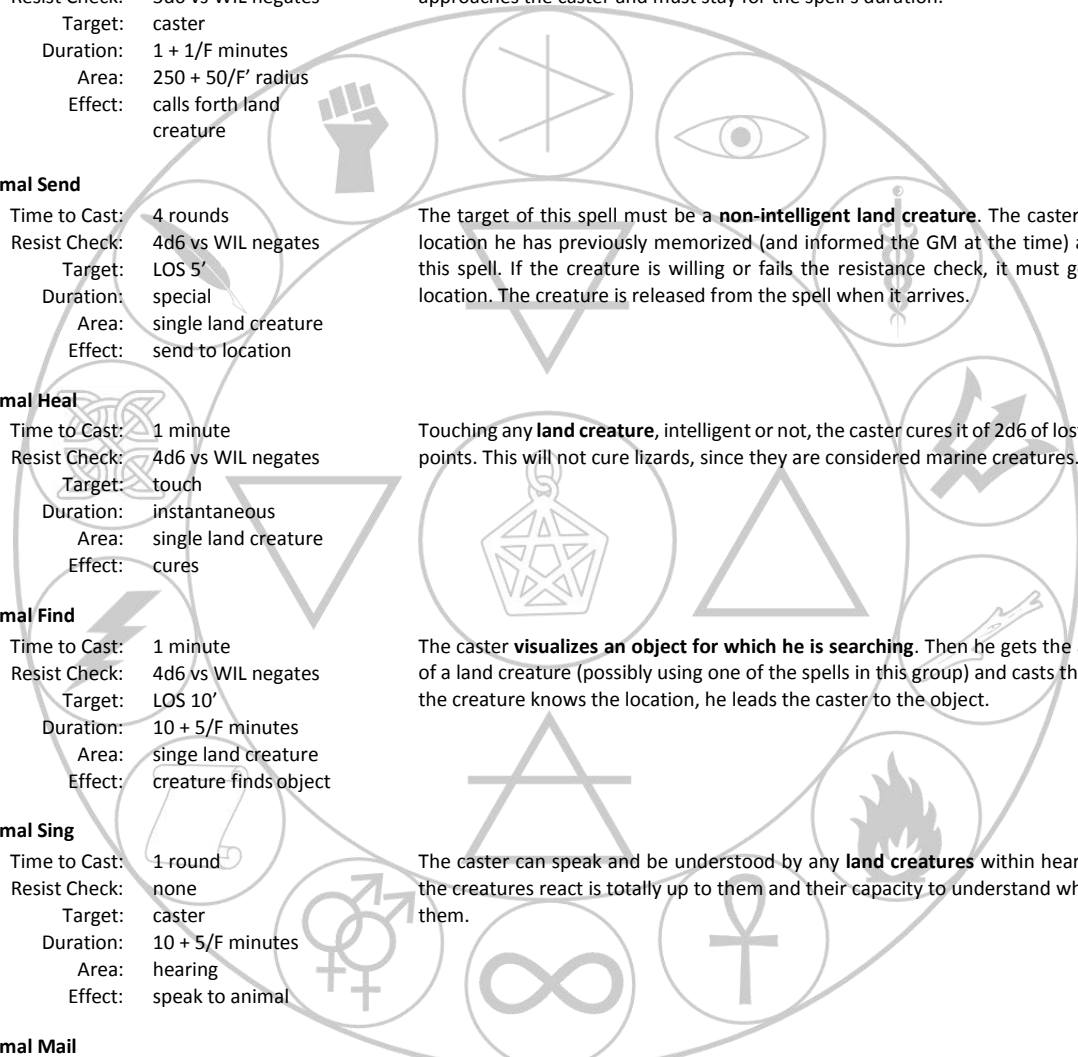 Resist Check: vs WIL negates
approaches the caster and must stay for the spell's duration.
Target: caster
Duration: 1 + 1/F minutes
Area: 250 + 50/F’ radius
Effect: calls forth land
creature
mal Send
Time to Cast: 4 rounds
Resist Check: 4d6 vs WIL negates
Target: LOS 5’
Duration: special
Area: single land creature
Effect: send to location
The target of this spell must be a non-intelligent land creature. The caster
location he has previously memorized (and informed the GM at the time)
this spell. If the creature is willing or fails the resistance check, it must
location. The creature is released from the spell when it arrives.
mal Heal
Time to Cast: 1 minute
Resist Check: 4d6 vs WIL negates
Target: touch
Duration: instantaneous
Area: single land creature
Effect: cures
Touching any land creature, intelligent or not, the caster cures it of 2d6 of lost
points. This will not cure lizards, since they are considered marine creatures.
mal Find
Time to Cast: 1 minute
Resist Check: 4d6 vs WIL negates
Target: LOS 10’
Duration: 10 + 5/F minutes
Area: singe land creature
Effect: creature finds object
The caster visualizes an object for which he is searching. Then he gets the
of a land creature (possibly using one of the spells in this group) and casts th
the creature knows the location, he leads the caster to the object.
mal Sing
Time to Cast: 1 round
Resist Check: none
Target: caster
Duration: 10 + 5/F minutes
Area: hearing
Effect: speak to animal
The caster can speak and be understood by any land creatures within hear
the creatures react is totally up to them and their capacity to understand wh
them.
mal Mail